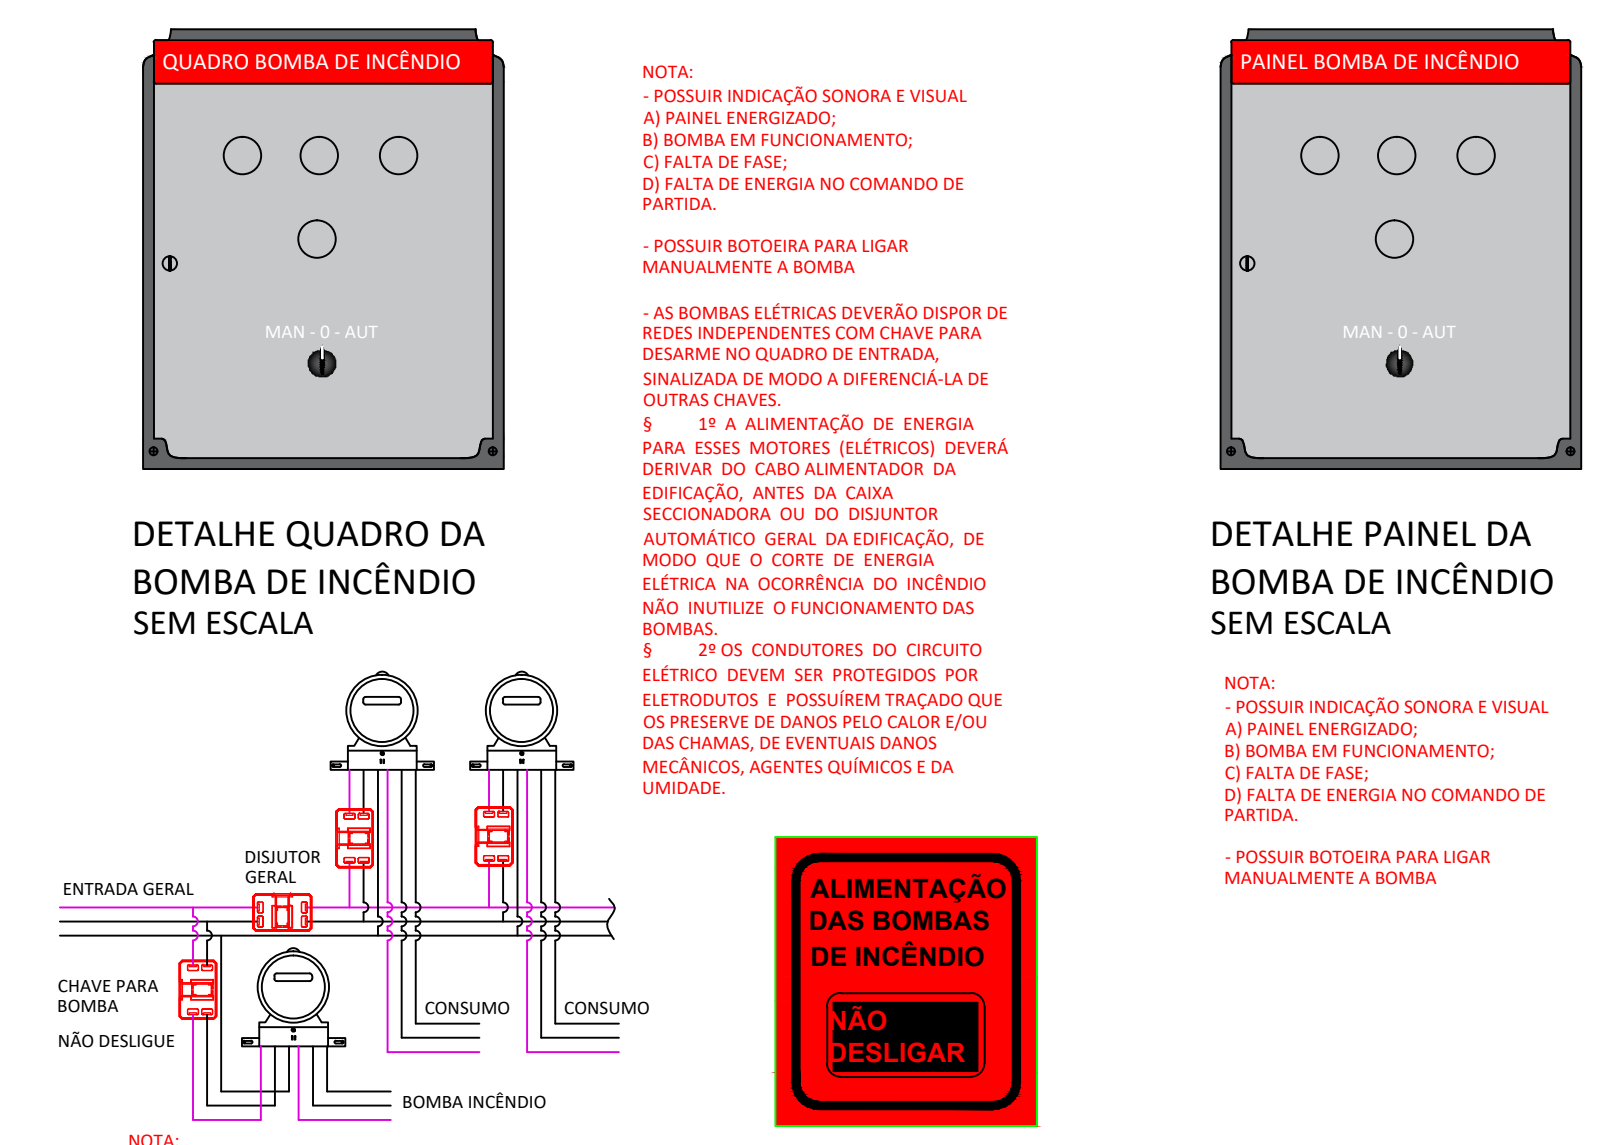 QUADRO BOMBA DE INCÊNDIO
MAN - 0 - AUT
DETALHE QUADRO DA
BOMBA DE INCÊNDIO
SEM ESCALA
NOTA:
- POSSUIR INDICAÇÃO SONORA E VISUAL
A) PAINEL ENERGIZADO;
B) BOMBA EM FUNCIONAMENTO;
C) FALTA DE FASE;
D) FALTA DE ENERGIA NO COMANDO DE
PARTIDA.
- POSSUIR BOTOEIRA PARA LIGAR
MANUALMENTE A BOMBA
- AS BOMBAS ELÉTRICAS DEVERÃO DISPOR DE
REDES INDEPENDENTES COM CHAVE PARA
DESARME NO QUADRO DE ENTRADA,
SINALIZADA DE MODO A DIFERENCIÁ-LA DE
OUTRAS CHAVES.
§ 1º A ALIMENTAÇÃO DE ENERGIA
PARA ESSES MOTORES (ELÉTRICOS) DEVERÁ
DERIVAR DO CABO ALIMENTADOR DA
EDIFICAÇÃO, ANTES DA CAIXA
SECCIONADORA OU DO DISJUNTOR
AUTOMÁTICO GERAL DA EDIFICAÇÃO, DE
MODO QUE O CORTE DE ENERGIA
ELÉTRICA NA OCORRÊNCIA DO INCÊNDIO
NÃO INUTILIZE O FUNCIONAMENTO DAS
BOMBAS.
§ 2º OS CONDUTORES DO CIRCUITO
ELÉTRICO DEVEM SER PROTEGIDOS POR
ELETRODUTOS E POSSUÍREM TRAÇADO QUE
OS PRESERVE DE DANOS PELO CALOR E/OU
DAS CHAMAS, DE EVENTUAIS DANOS
MECÂNICOS, AGENTES QUÍMICOS E DA
UMIDADE.
PAINEL BOMBA DE INCÊNDIO
MAN - 0 - AUT
DETALHE PAINEL DA
BOMBA DE INCÊNDIO
SEM ESCALA
NOTA:
- POSSUIR INDICAÇÃO SONORA E VISUAL
A) PAINEL ENERGIZADO;
B) BOMBA EM FUNCIONAMENTO;
C) FALTA DE FASE;
D) FALTA DE ENERGIA NO COMANDO DE
PARTIDA.
- POSSUIR BOTOEIRA PARA LIGAR
MANUALMENTE A BOMBA
DISJUTOR
GERAL
ENTRADA GERAL
CHAVE PARA
BOMBA
NÃO DESLIGUE
CONSUMO
CONSUMO
BOMBA INCÊNDIO
NOTA:
ALIMENTAÇÃO
DAS BOMBAS
DE INCÊNDIO
NÃO
DESLIGAR